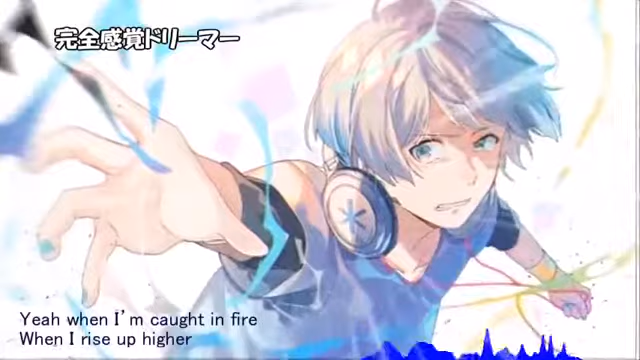 完全感覚ドリーマー
Yeah when I'm caught in fire
When I rise up higher